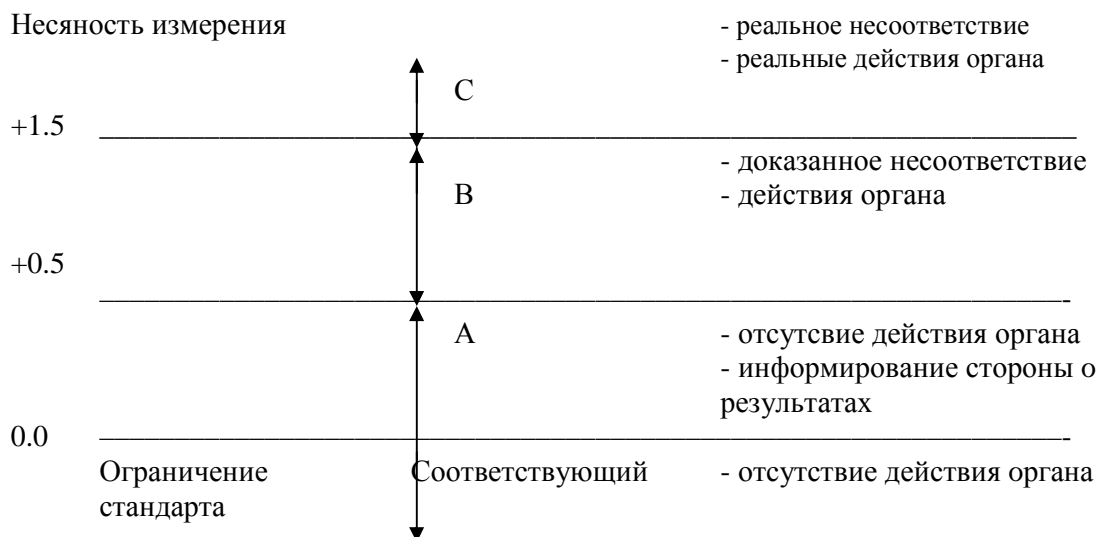 Несяность измерения
- реальное несоответствие
- реальные действия органа
C
+1.5
- доказанное несоответствие
- действия органа
B
+0.5
A
- отсутсвие действия органа
- информирование стороны о
результатах
0.0
Ограничение
стандарта
Соответствующий
- отсутствие действия органа